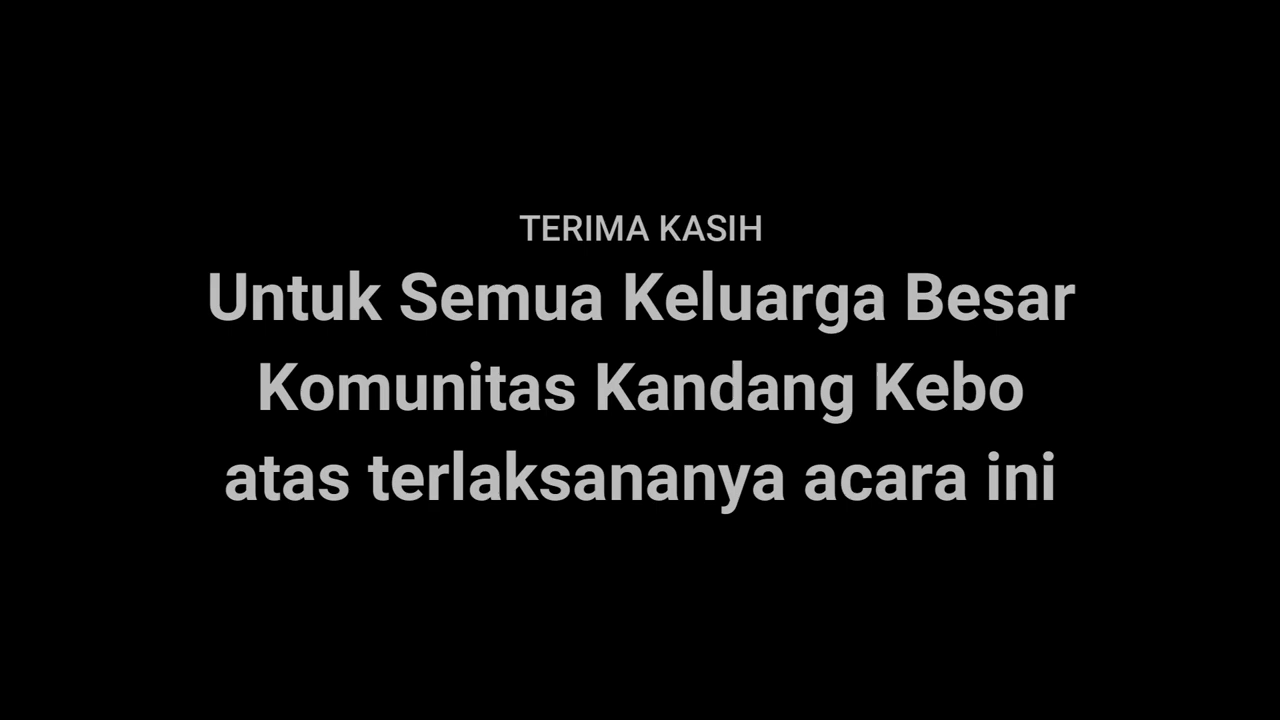 TERIMA KASIH
Untuk Semua Keluarga Besar
Komunitas Kandang Kebo
atas terlaksananya acara ini